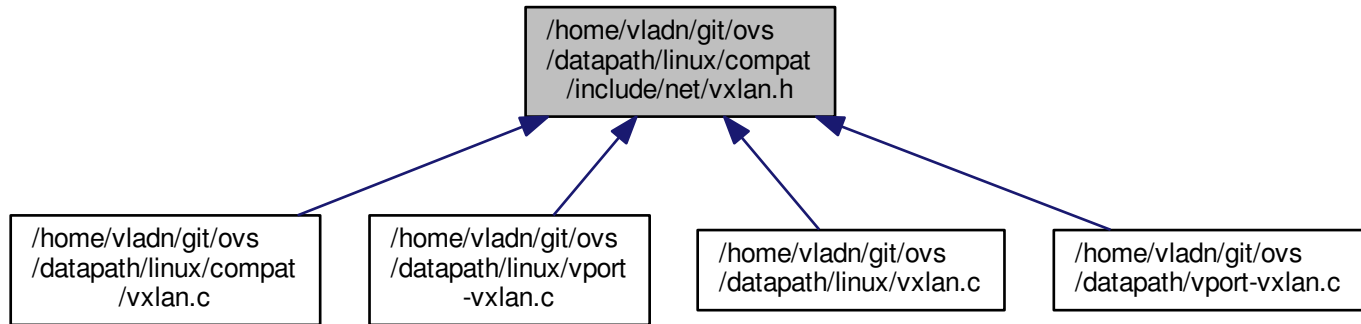 /home/vladn/git/ovs
/datapath/linux/compat
/include/net/vxlan.h
/home/vladn/git/ovs
/datapath/linux/compat
/vxlan.c
/home/vladn/git/ovs
/datapath/linux/vport
-vxlan.c
/home/vladn/git/ovs
/datapath/linux/vxlan.c
/home/vladn/git/ovs
/datapath/vport-vxlan.c